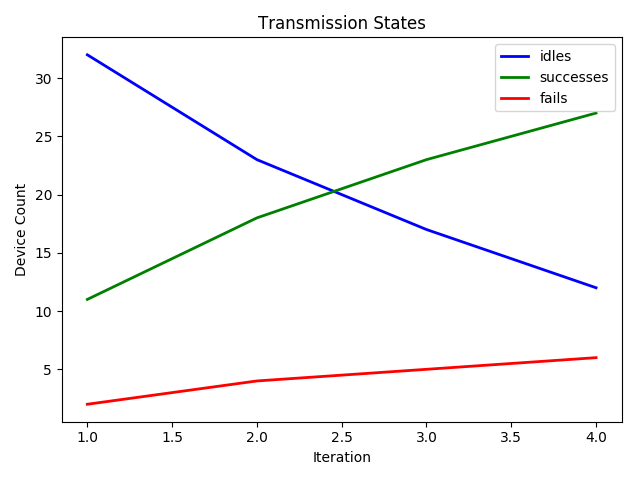 Transmission States
idles
successes
fails
30
25
20
15
10
5
Device Count
1.0 1.5 2.0 2.5 3.0 3.5 4.0
Iteration